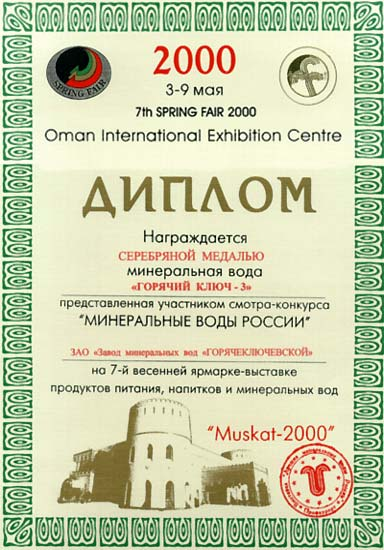 SPRING FAIR
2000
3-9 мая
7th SPRING FAIR 2000
Oman International Exhibition Centre
ДИПЛОМ
Награждается
СЕРЕБРЯНОЙ МЕДАЛЬЮ
минеральная вода
«ГОРЯЧИЙ КЛЮЧ - 3»
представленная участником смотра-конкурса
"МИНЕРАЛЬНЫЕ ВОДЫ РОССИИ"
ЗАО «Завод минеральных вод «ГОРЯЧЕКЛЮЧЕВСКОЙ»
на 7-й весенней ярмарке-выставке
продуктов питания, напитков и минеральных вод
"Muskat-2000"